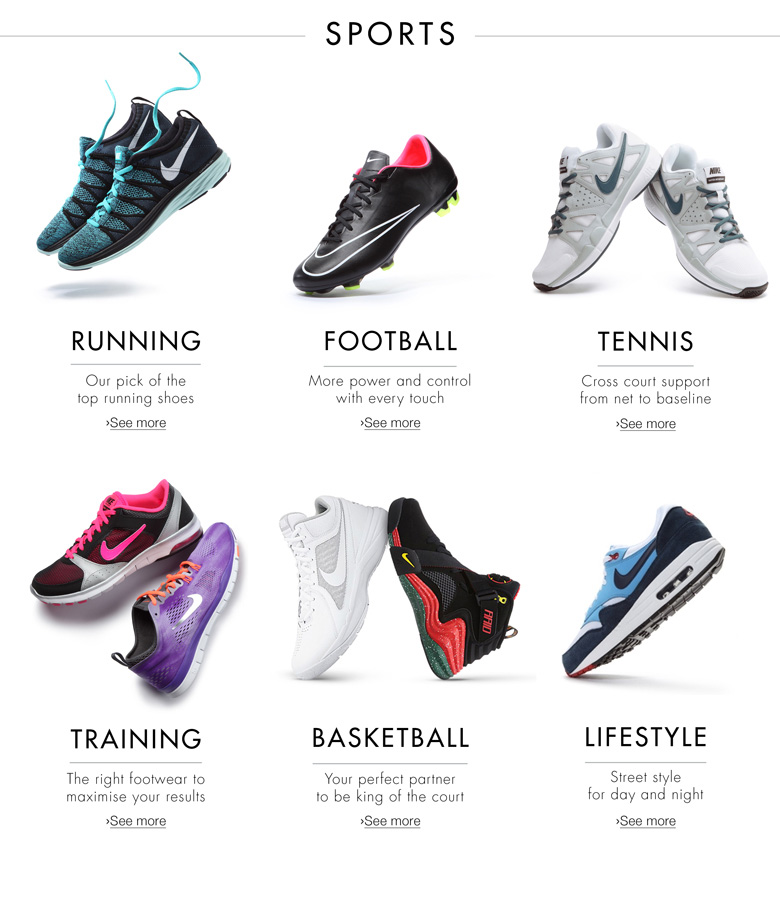 SPORTS
RUNNING
Our pick of the
top running shoes
›See more
FOOTBALL
More power and control
with every touch
›See more
NIKE
TENNIS
Cross court support
from net to baseline
›See more
TRAINING
The right footwear to
maximise your results
›See more
RAID
BASKETBALL
Your perfect partner
to be king of the court
›See more
LIFESTYLE
Street style
for day and night
›See more